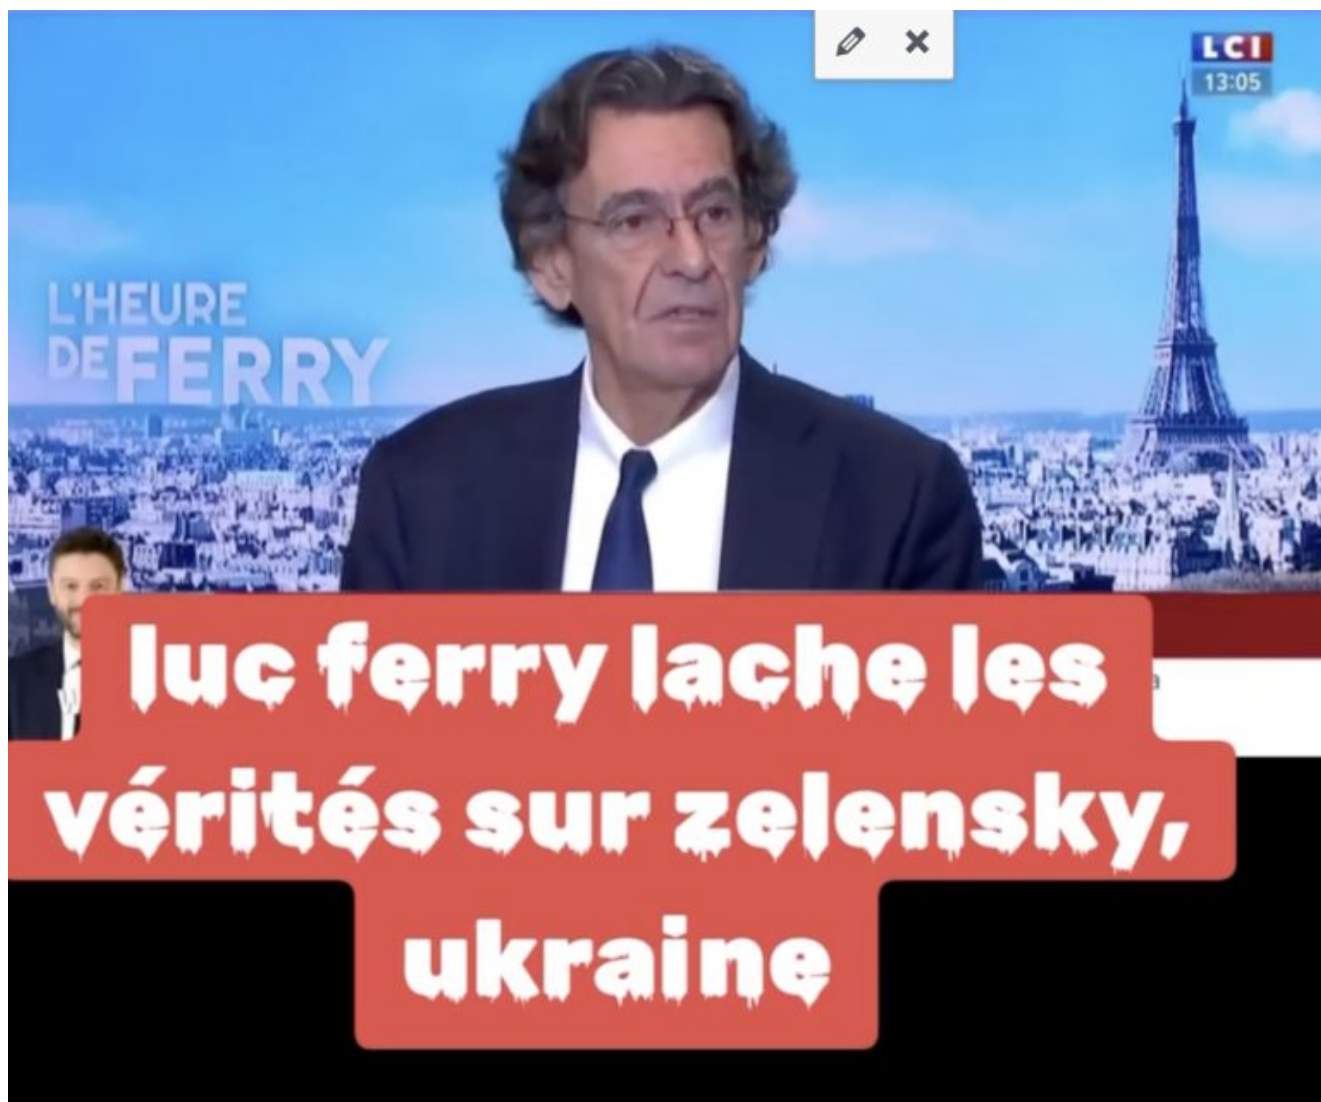 LCI
13:05
L'HEURE
DE FERRY
luc ferry lache les
vérités sur zelensky,
ukraine